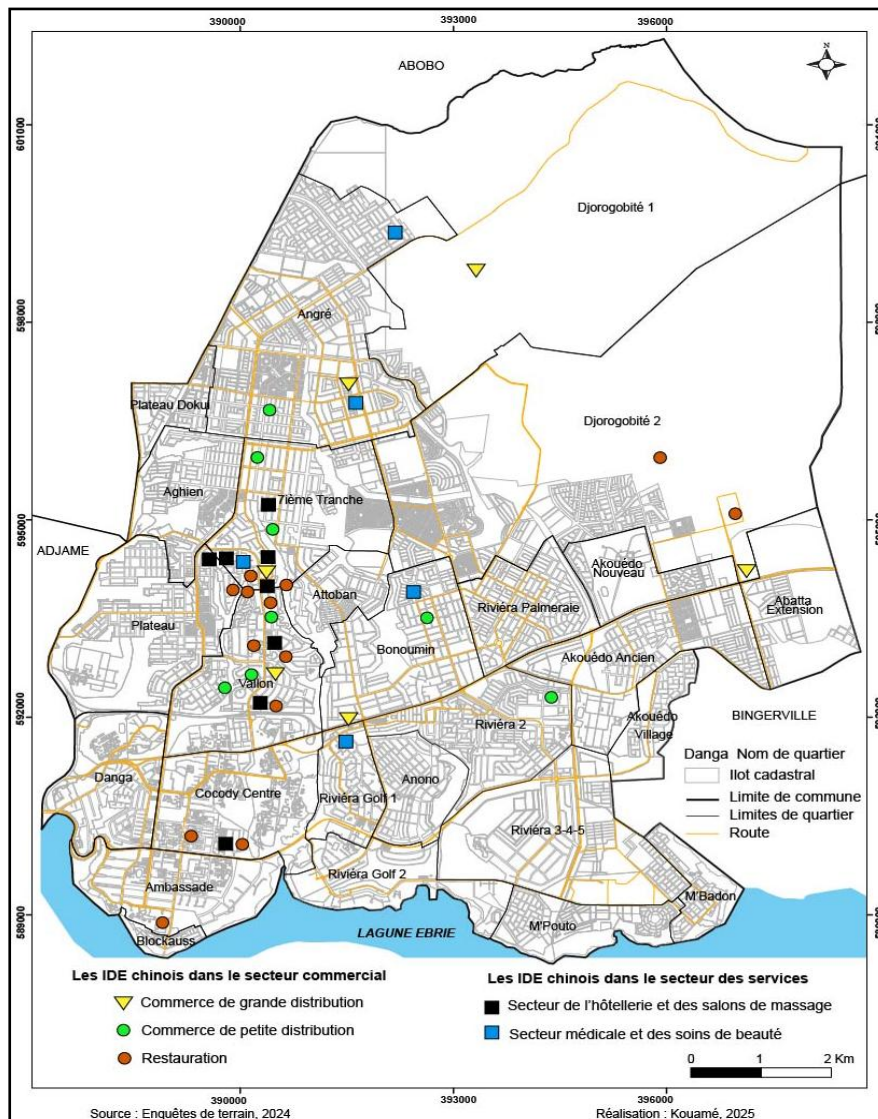 390000
393000
396000
ABOBO
N
601000
601000
Djorogobité 1
598000
598000
Angré
Plateau Dokui
Djorogobité 2
Aghien
7ième Tranche
595000
595000
ADJAME
Akouédo
Nouveau
Attoban
Riviéra Palmeraie
Abatta
Extension
Plateau
Bonoumin
Akouédo Ancien
Vallon
592000
592000
Riviéra 2
Akouédo
Village
BINGERVILLE
Danga
Cocody Centre
Anono
Riviéra Golf 1
Danga Nom de quartier
Ilot cadastral
Limite de commune
Limites de quartier
Route
Riviéra 3-4-5
Ambassade
Riviéra Golf 2
M'Badon
589000
589000
Blockauss
LAGUNE EBRIE
M'Pouto
Les IDE chinois dans le secteur commercial
Commerce de grande distribution
Commerce de petite distribution
Restauration
Les IDE chinois dans le secteur des services
Secteur de l'hôtellerie et des salons de massage
Secteur médicale et des soins de beauté
0 1 2 Km
390000
393000
396000
Source : Enquêtes de terrain, 2024
Réalisation : Kouamé, 2025